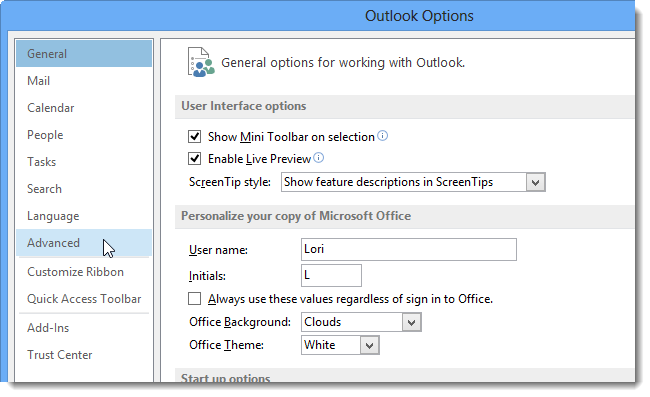 Outlook Options
General
Mail
Calendar
People
Tasks
Search
Language
Advanced
Customize Ribbon
Quick Access Toolbar
Add-Ins
Trust Center
General options for working with Outlook.
User Interface options
Show Mini Toolbar on selection
Enable Live Preview
ScreenTip style: Show feature descriptions in ScreenTips
Personalize your copy of Microsoft Office
User name: Lori
Initials: L
Always use these values regardless of sign in to Office.
Office Background: Clouds
Office Theme: White
Start up options